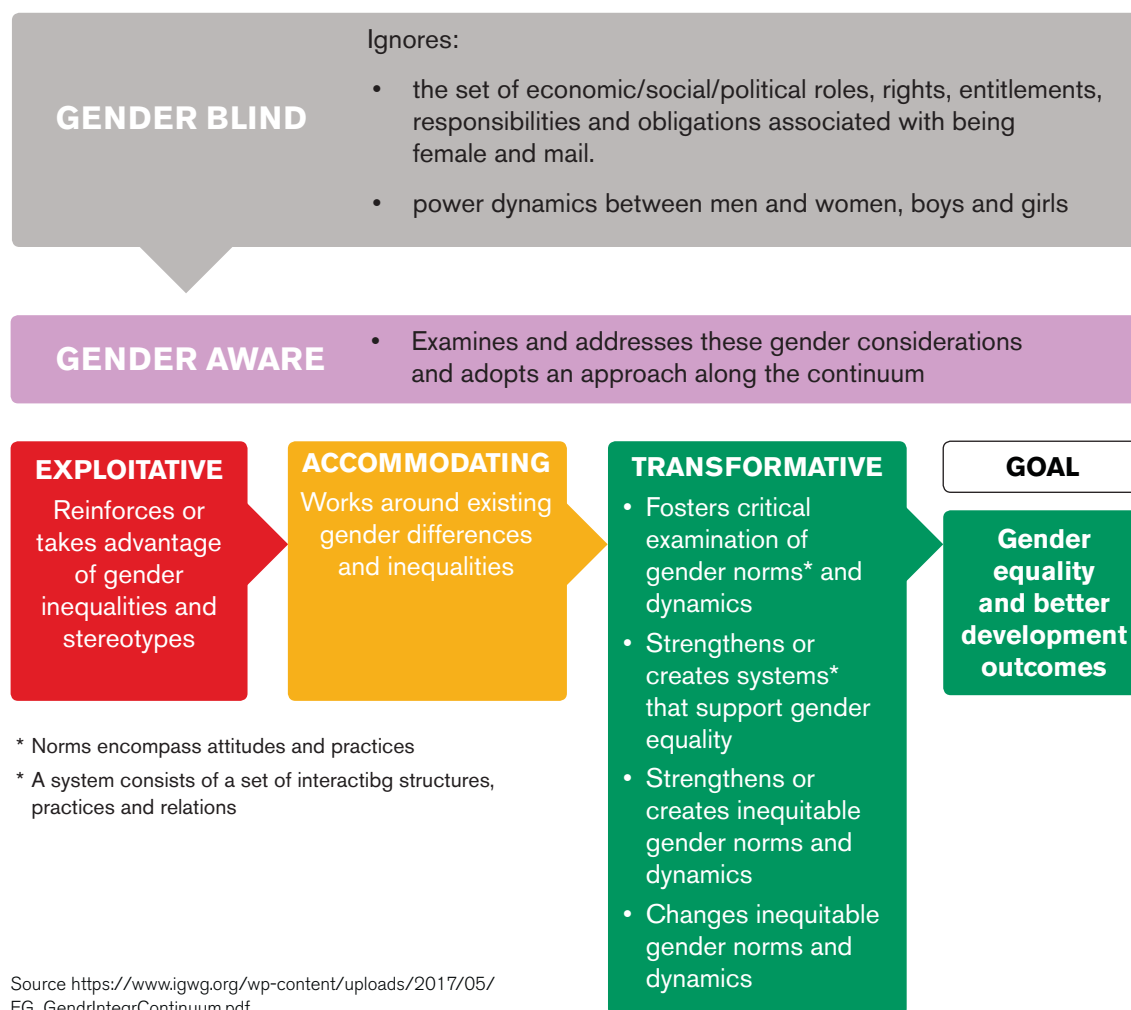 GENDER BLIND
Ignores:
• the set of economic/social/political roles, rights, entitlements,
responsibilities and obligations associated with being
female and mail.
• power dynamics between men and women, boys and girls
GENDER AWARE
• Examines and addresses these gender considerations
and adopts an approach along the continuum
EXPLOITATIVE
Reinforces or
takes advantage
of gender
inequalities and
stereotypes
ACCOMMODATING
Works around existing
gender differences
and inequalities
TRANSFORMATIVE
• Fosters critical
examination of
gender norms* and
dynamics
• Strengthens or
creates systems*
that support gender
equality
• Strengthens or
creates inequitable
gender norms and
dynamics
• Changes inequitable
gender norms and
dynamics
GOAL
Gender
equality
and better
development
outcomes
* Norms encompass attitudes and practices
* A system consists of a set of interactibg structures,
practices and relations
Source https://www.igwg.org/wp-content/uploads/2017/05/
FG_GendrIntegrContinuum.pdf